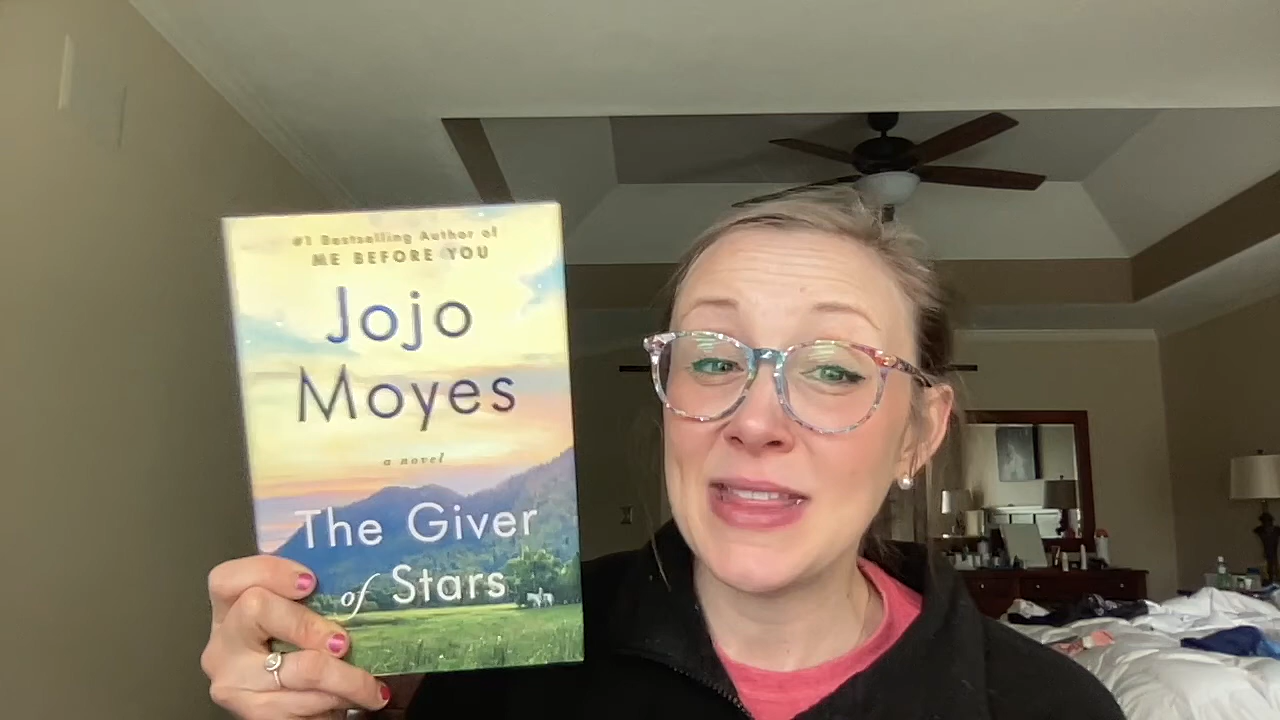 #1 Bestselling Author of
ME BEFORE YOU
Jojo
Moyes
a novel
The Giver
of Stars